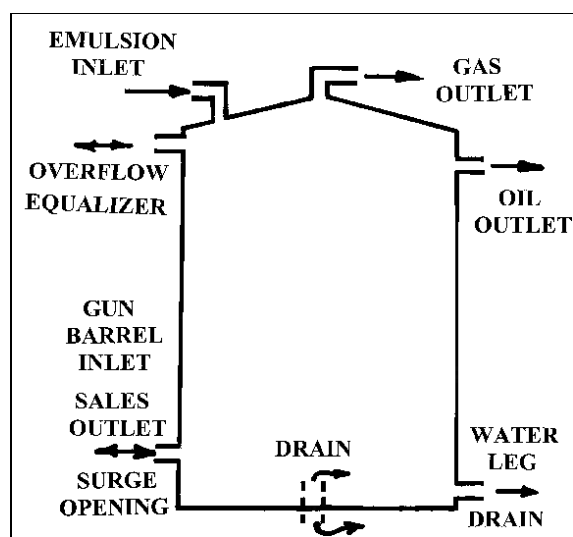 EMULSION
INLET
GAS
OUTLET
OVERFLOW
EQUALIZER
OIL
OUTLET
GUN
BARREL
INLET
SALES
OUTLET
SURGE
OPENING
DRAIN
WATER
LEG
DRAIN